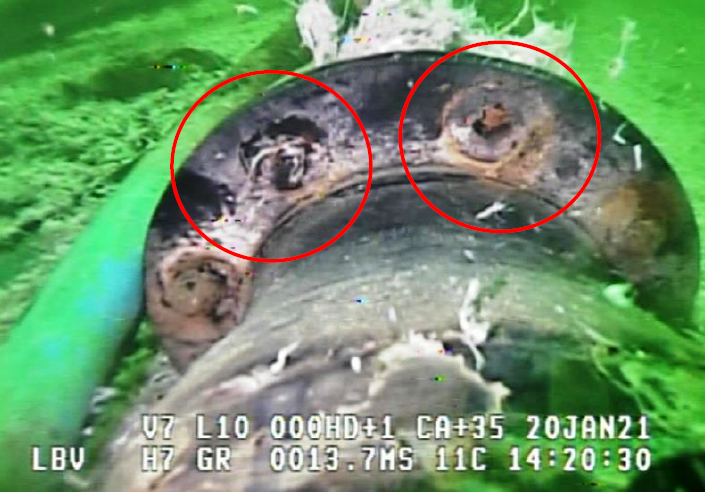 V7 L10 000HD+1 CA+35 20JAN21
LBV H7 GR 0013.7MS 11C 14:20:30